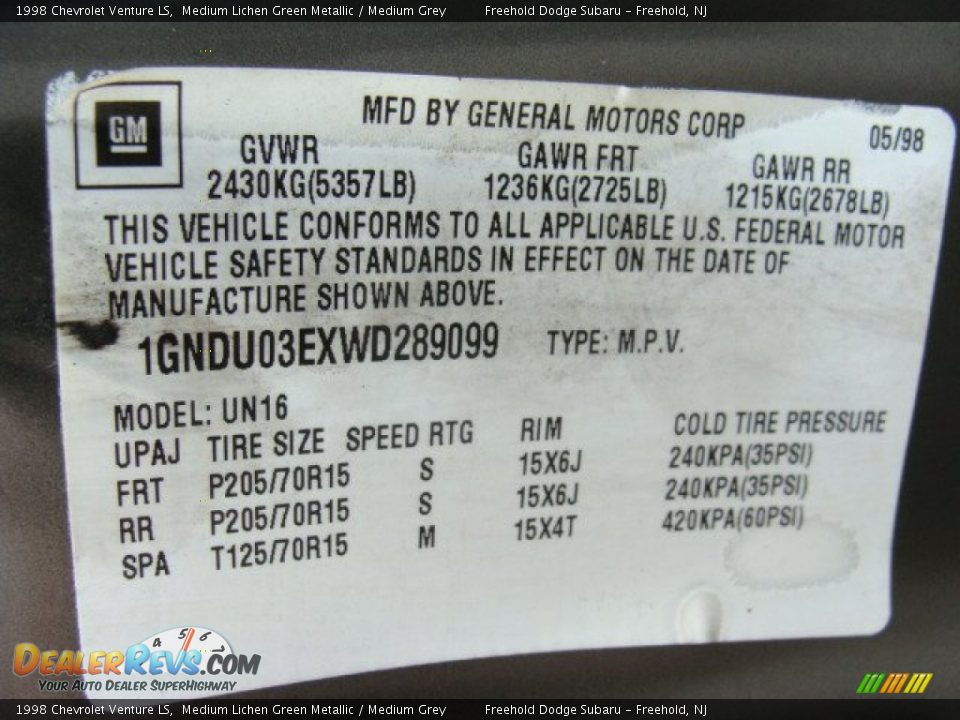 1998 Chevrolet Venture LS, Medium Lichen Green Metallic / Medium Grey Freehold Dodge Subaru - Freehold, NJ
GM
MFD BY GENERAL MOTORS CORP 05/98
GVWR GAWR FRT GAWR RR
2430KG(5357LB) 1236KG(2725LB) 1215KG(2678LB)
THIS VEHICLE CONFORMS TO ALL APPLICABLE U.S. FEDERAL MOTOR
VEHICLE SAFETY STANDARDS IN EFFECT ON THE DATE OF
MANUFACTURE SHOWN ABOVE.
1GNDU03EXWD289099 TYPE: M.P.V.
MODEL: UN16
UPAJ TIRE SIZE SPEED RTG RIM COLD TIRE PRESSURE
FRT P205/70R15 S 15X6J 240KPA(35PSI)
RR P205/70R15 S 15X6J 240KPA(35PSI)
SPA T125/70R15 M 15X4T 420KPA(60PSI)
4 5 6
DEALERREVS.COM
YOUR AUTO DEALER SUPERHIGHWAY
1998 Chevrolet Venture LS, Medium Lichen Green Metallic / Medium Grey Freehold Dodge Subaru - Freehold, NJ